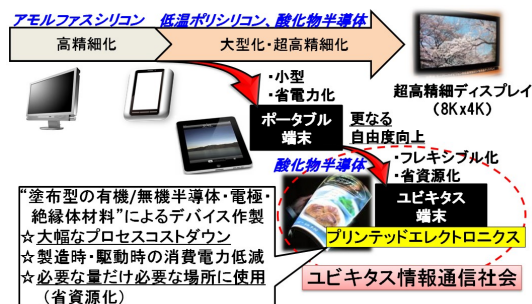 アモルファスシリコン 低温ポリシリコン、酸化物半導体
高精細化 大型化・超高精細化
・小型
・省電力化
超高精細ディスプレイ
(8Kx4K)
ポータブル
端末
更なる
自由度向上
酸化物半導体
・フレキシブル化
・省資源化
ユビキタス
端末
プリンテッドエレクトロニクス
"塗布型の有機/無機半導体・電極・
絶縁体材料"によるデバイス作製
☆大幅なプロセスコストダウン
☆製造時・駆動時の消費電力低減
☆必要な量だけ必要な場所に使用
(省資源化)
ユビキタス情報通信社会